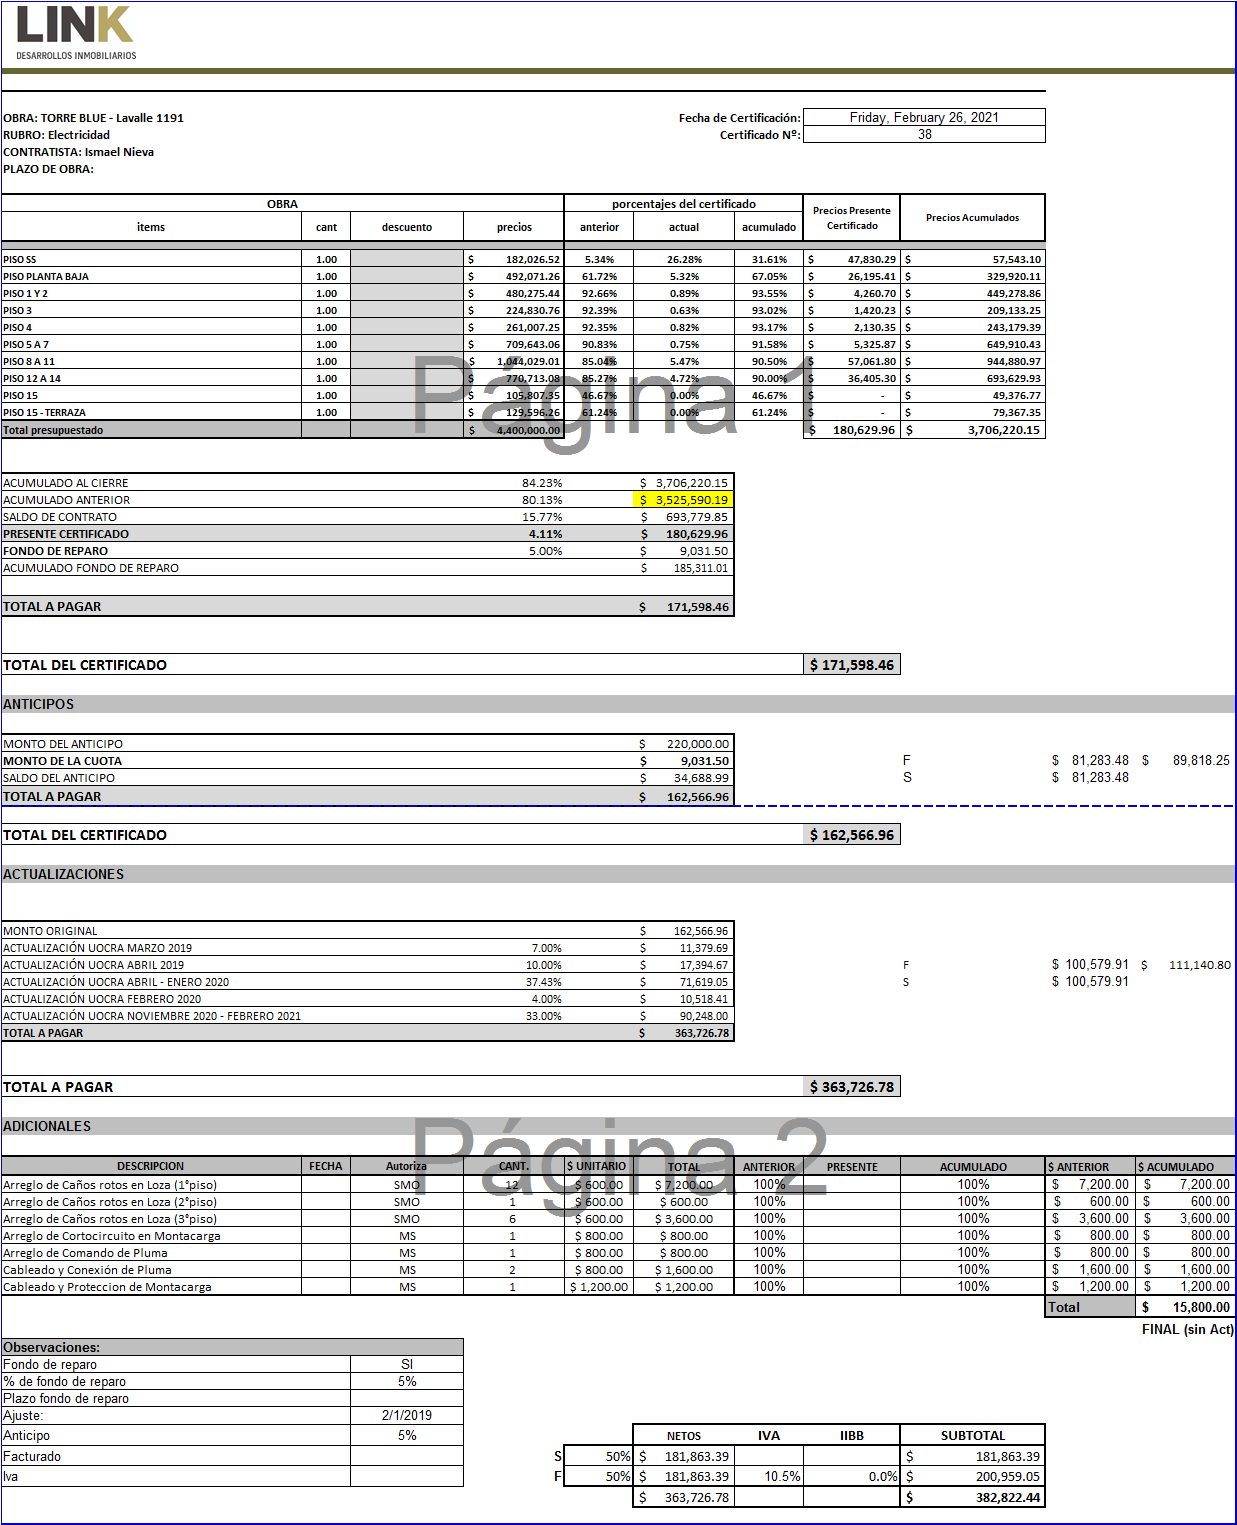 LINK
DESARROLLOS INMOBILIARIOS
OBRA: TORRE BLUE - Lavalle 1191 Fecha de Certificación: Friday, February 26, 2021
RUBRO: Electricidad Certificado Nº: 38
CONTRATISTA: Ismael Nieva
PLAZO DE OBRA:
OBRA porcentajes del certificado Precios Presente Certificado Precios Acumulados
items cant descuento precios anterior actual acumulado
PISO SS 1.00 $ 182,026.52 5.34% 26.28% 31.61% $ 47,830.29 $ 57,543.10
PISO PLANTA BAJA 1.00 $ 492,071.26 61.72% 5.32% 67.05% $ 26,195.41 $ 329,920.11
PISO 1 Y 2 1.00 $ 480,275.44 92.66% 0.89% 93.55% $ 4,260.70 $ 449,278.86
PISO 3 1.00 $ 224,830.76 92.39% 0.63% 93.02% $ 1,420.23 $ 209,133.25
PISO 4 1.00 $ 261,007.25 92.35% 0.82% 93.17% $ 2,130.35 $ 243,179.39
PISO 5 A 7 1.00 $ 709,643.06 90.83% 0.75% 91.58% $ 5,325.87 $ 649,910.43
PISO 8 A 11 1.00 $ 1,044,029.01 85.04% 5.47% 90.50% $ 57,061.80 $ 944,880.97
PISO 12 A 14 1.00 $ 770,713.08 85.27% 4.72% 90.00% $ 36,405.30 $ 693,629.93
PISO 15 1.00 $ 105,807.35 46.67% 0.00% 46.67% $ - $ 49,376.77
PISO 15 - TERRAZA 1.00 $ 129,596.26 61.24% 0.00% 61.24% $ - $ 79,367.35
Total presupuestado $ 4,400,000.00 $ 180,629.96 $ 3,706,220.15
Página 1
ACUMULADO AL CIERRE 84.23% $ 3,706,220.15
ACUMULADO ANTERIOR 80.13% $ 3,525,590.19
SALDO DE CONTRATO 15.77% $ 693,779.85
PRESENTE CERTIFICADO 4.11% $ 180,629.96
FONDO DE REPARO 5.00% $ 9,031.50
ACUMULADO FONDO DE REPARO $ 185,311.01
TOTAL A PAGAR $ 171,598.46
TOTAL DEL CERTIFICADO $ 171,598.46
ANTICIPOS
MONTO DEL ANTICIPO $ 220,000.00
MONTO DE LA CUOTA $ 9,031.50 F $ 81,283.48 $ 89,818.25
SALDO DEL ANTICIPO $ 34,688.99 S $ 81,283.48
TOTAL A PAGAR $ 162,566.96
TOTAL DEL CERTIFICADO $ 162,566.96
ACTUALIZACIONES
MONTO ORIGINAL $ 162,566.96
ACTUALIZACIÓN UOCRA MARZO 2019 7.00% $ 11,379.69
ACTUALIZACIÓN UOCRA ABRIL 2019 10.00% $ 17,394.67 F $ 100,579.91 $ 111,140.80
ACTUALIZACIÓN UOCRA ABRIL - ENERO 2020 37.43% $ 71,619.05 S $ 100,579.91
ACTUALIZACIÓN UOCRA FEBRERO 2020 4.00% $ 10,518.41
ACTUALIZACIÓN UOCRA NOVIEMBRE 2020 - FEBRERO 2021 33.00% $ 90,248.00
TOTAL A PAGAR $ 363,726.78
TOTAL A PAGAR $ 363,726.78
ADICIONALES
Página 2
DESCRIPCION FECHA Autoriza CANT. $ UNITARIO TOTAL ANTERIOR PRESENTE ACUMULADO $ ANTERIOR $ ACUMULADO
Arreglo de Caños rotos en Loza (1°piso) SMO 12 $ 600.00 $ 7,200.00 100% 100% $ 7,200.00 $ 7,200.00
Arreglo de Caños rotos en Loza (2°piso) SMO 1 $ 600.00 $ 600.00 100% 100% $ 600.00 $ 600.00
Arreglo de Caños rotos en Loza (3°piso) SMO 6 $ 600.00 $ 3,600.00 100% 100% $ 3,600.00 $ 3,600.00
Arreglo de Cortocircuito en Montacarga MS 1 $ 800.00 $ 800.00 100% 100% $ 800.00 $ 800.00
Arreglo de Comando de Pluma MS 1 $ 800.00 $ 800.00 100% 100% $ 800.00 $ 800.00
Cableado y Conexión de Pluma MS 2 $ 800.00 $ 1,600.00 100% 100% $ 1,600.00 $ 1,600.00
Cableado y Proteccion de Montacarga MS 1 $ 1,200.00 $ 1,200.00 100% 100% $ 1,200.00 $ 1,200.00
Total $ 15,800.00
FINAL (sin Act)
Observaciones:
Fondo de reparo SI
% de fondo de reparo 5%
Plazo fondo de reparo
Ajuste: 2/1/2019
Anticipo 5% NETOS IVA IIBB SUBTOTAL
Facturado S 50% $ 181,863.39 $ 181,863.39
Iva F 50% $ 181,863.39 10.5% 0.0% $ 200,959.05
$ 363,726.78 $ 382,822.44